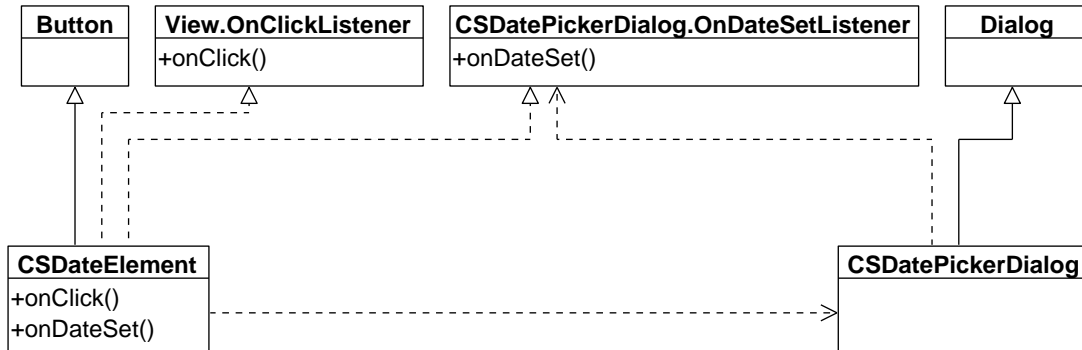 Button
View.OnClickListener
+onClick()
CSDatePickerDialog.OnDateSetListener
+onDateSet()
Dialog
CSDateElement
+onClick()
+onDateSet()
CSDatePickerDialog